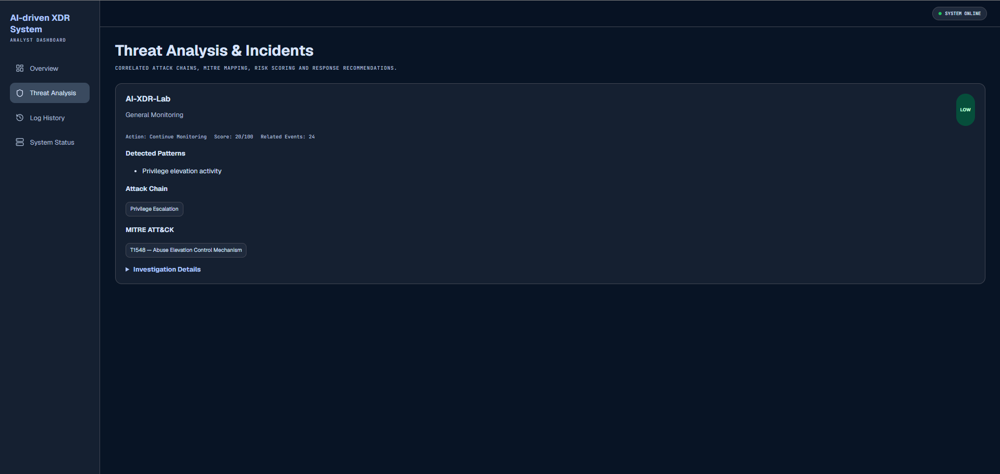 AI-driven XDR
System
ANALYST DASHBOARD
Overview
Threat Analysis
Log History
System Status
SYSTEM ONLINE
Threat Analysis & Incidents
CORRELATED ATTACK CHAINS, MITRE MAPPING, RISK SCORING AND RESPONSE RECOMMENDATIONS.
AI-XDR-Lab
LOW
General Monitoring
Action: Continue Monitoring Score: 20/100 Related Events: 24
Detected Patterns
• Privilege elevation activity
Attack Chain
Privilege Escalation
MITRE ATT&CK
T1548 — Abuse Elevation Control Mechanism
Investigation Details